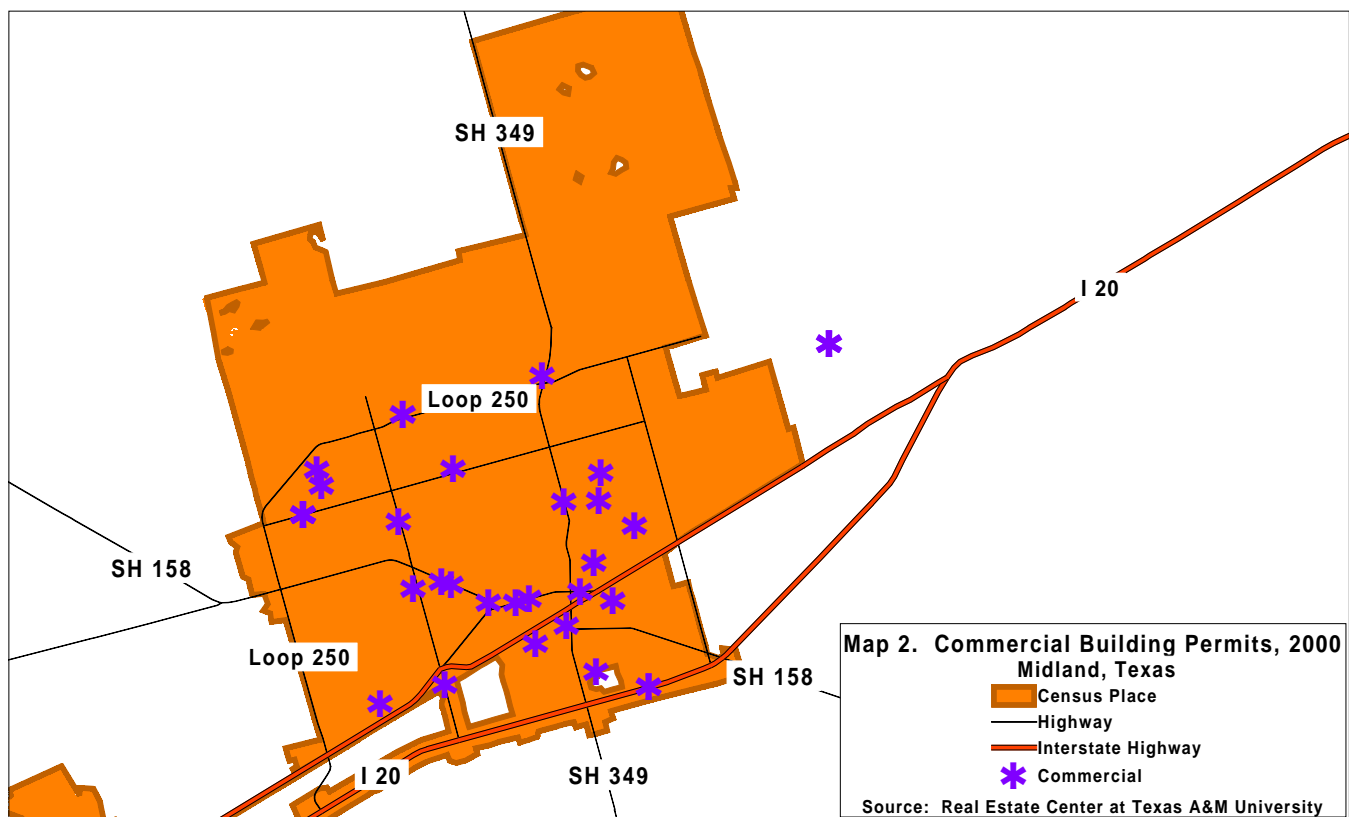 SH 349
I 20
Loop 250
SH 158
Loop 250
SH 158
I 20
SH 349
Map 2. Commercial Building Permits, 2000
Midland, Texas
Census Place
Highway
Interstate Highway
Commercial
Source: Real Estate Center at Texas A&M University